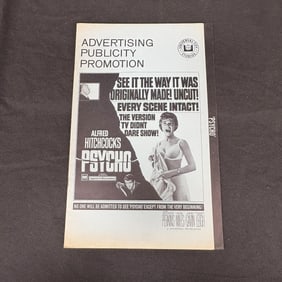 ADVERTISING
PUBLICITY
PROMOTION
SEE IT THE WAY IT WAS
ORIGINALLY MADE! UNCUT!
EVERY SCENE INTACT!
THE VERSION
TV DIDN'T
DARE SHOW!
ALFRED
HITCHCOCK'S
PSYCHO
NO ONE WILL BE ADMITTED TO SEE 'PSYCHO' EXCEPT FROM THE VERY BEGINNING!
PSYCHO